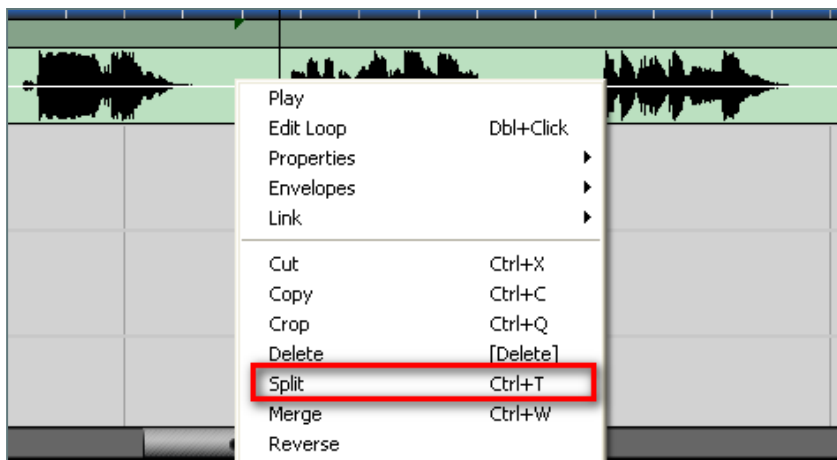 Play
Edit Loop Dbl+Click
Properties
Envelopes
Link
Cut Ctrl+X
Copy Ctrl+C
Crop Ctrl+Q
Delete [Delete]
Split Ctrl+T
Merge Ctrl+W
Reverse